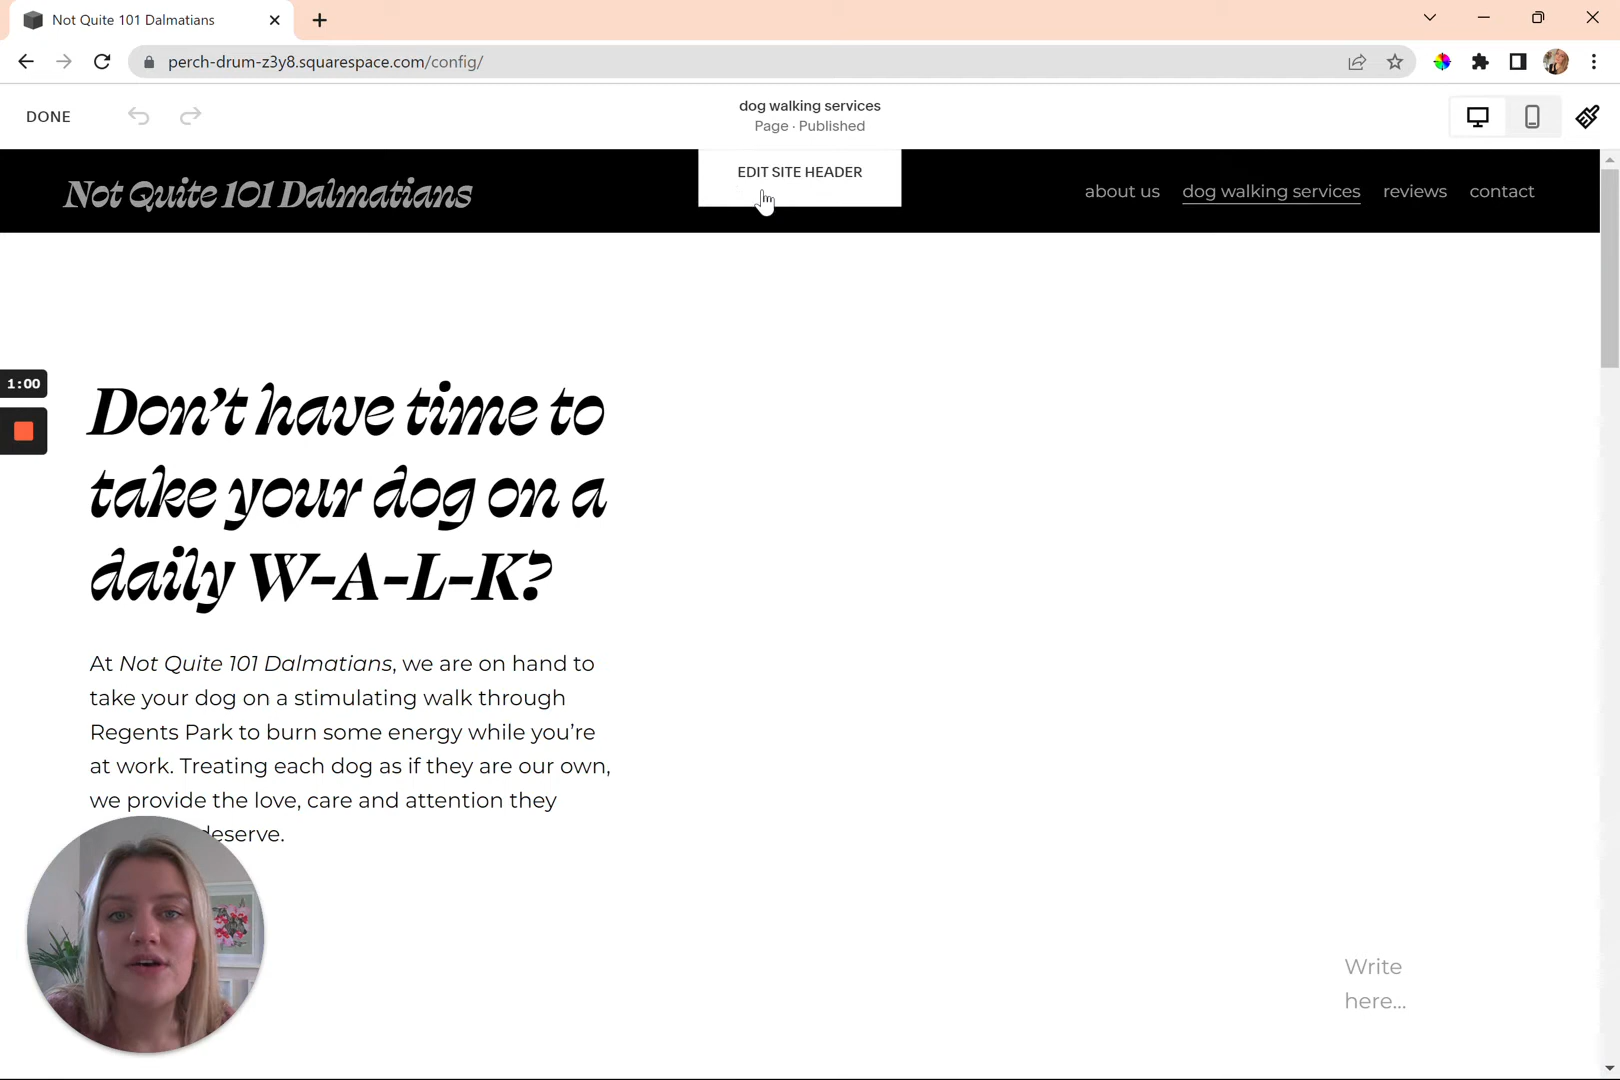 Not Quite 101 Dalmatians
perch-drum-z3y8.squarespace.com/config/
DONE
dog walking services
Page · Published
EDIT SITE HEADER
Not Quite 101 Dalmatians
about us
dog walking services
reviews
contact
1:00
Don't have time to
take your dog on a
daily W-A-L-K?
At Not Quite 101 Dalmatians, we are on hand to
take your dog on a stimulating walk through
Regents Park to burn some energy while you're
at work. Treating each dog as if they are our own,
we provide the love, care and attention they
deserve.
Write
here...